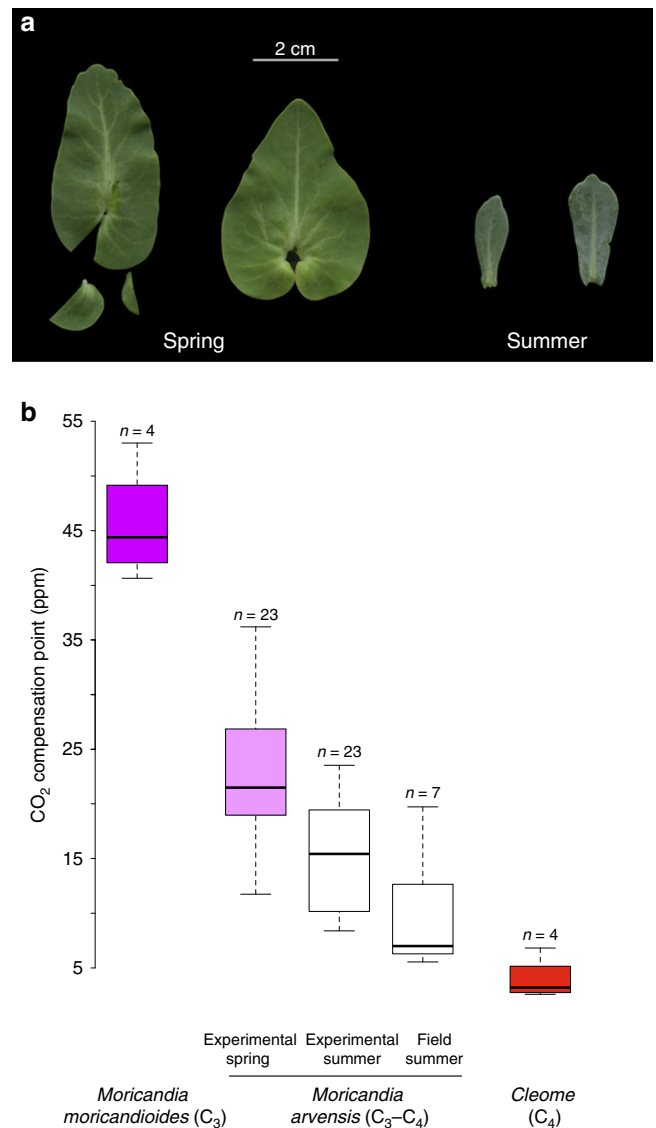 a
2 cm
Spring
Summer
b
55
45
35
25
15
5
CO₂ compensation point (ppm)
n = 4
n = 23
n = 23
n = 7
n = 4
Experimental spring
Experimental summer
Field summer
Moricandia moricandioides (C₃)
Moricandia arvensis (C₃–C₄)
Cleome (C₄)